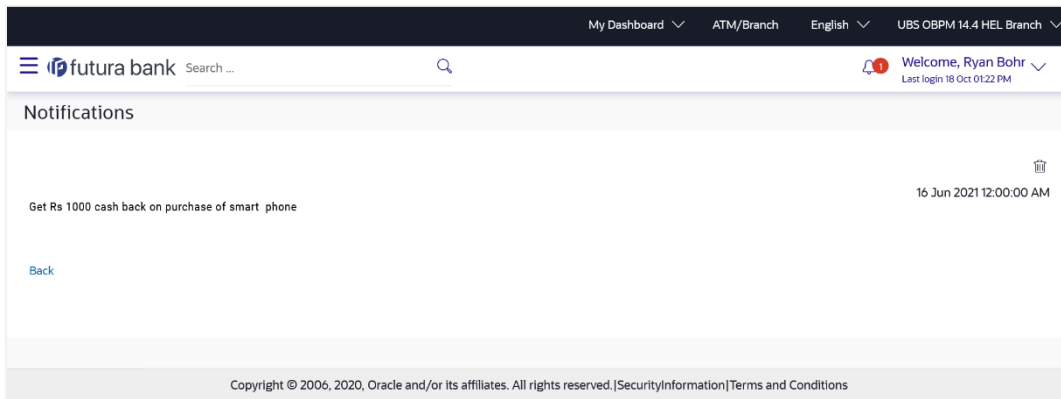 My Dashboard ATM/Branch English UBS OBPM 14.4 HEL Branch
futura bank Search ... 1 Welcome, Ryan Bohr
Last login 18 Oct 01:22 PM
Notifications
16 Jun 2021 12:00:00 AM
Get Rs 1000 cash back on purchase of smart phone
Back
Copyright © 2006, 2020, Oracle and/or its affiliates. All rights reserved.|SecurityInformation|Terms and Conditions